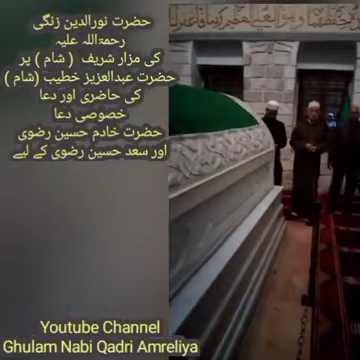 حضرت نورالدین زنگی
رحمۃاللہ علیہ
کی مزار شریف ( شام ) پر
حضرت عبدالعزیز خطیب (شام )
کی حاضری اور دعا
خصوصی دعا
حضرت خادم حسین رضوی
اور سعد حسین رضوی کے لیے
Youtube Channel
Ghulam Nabi Qadri Amreliya